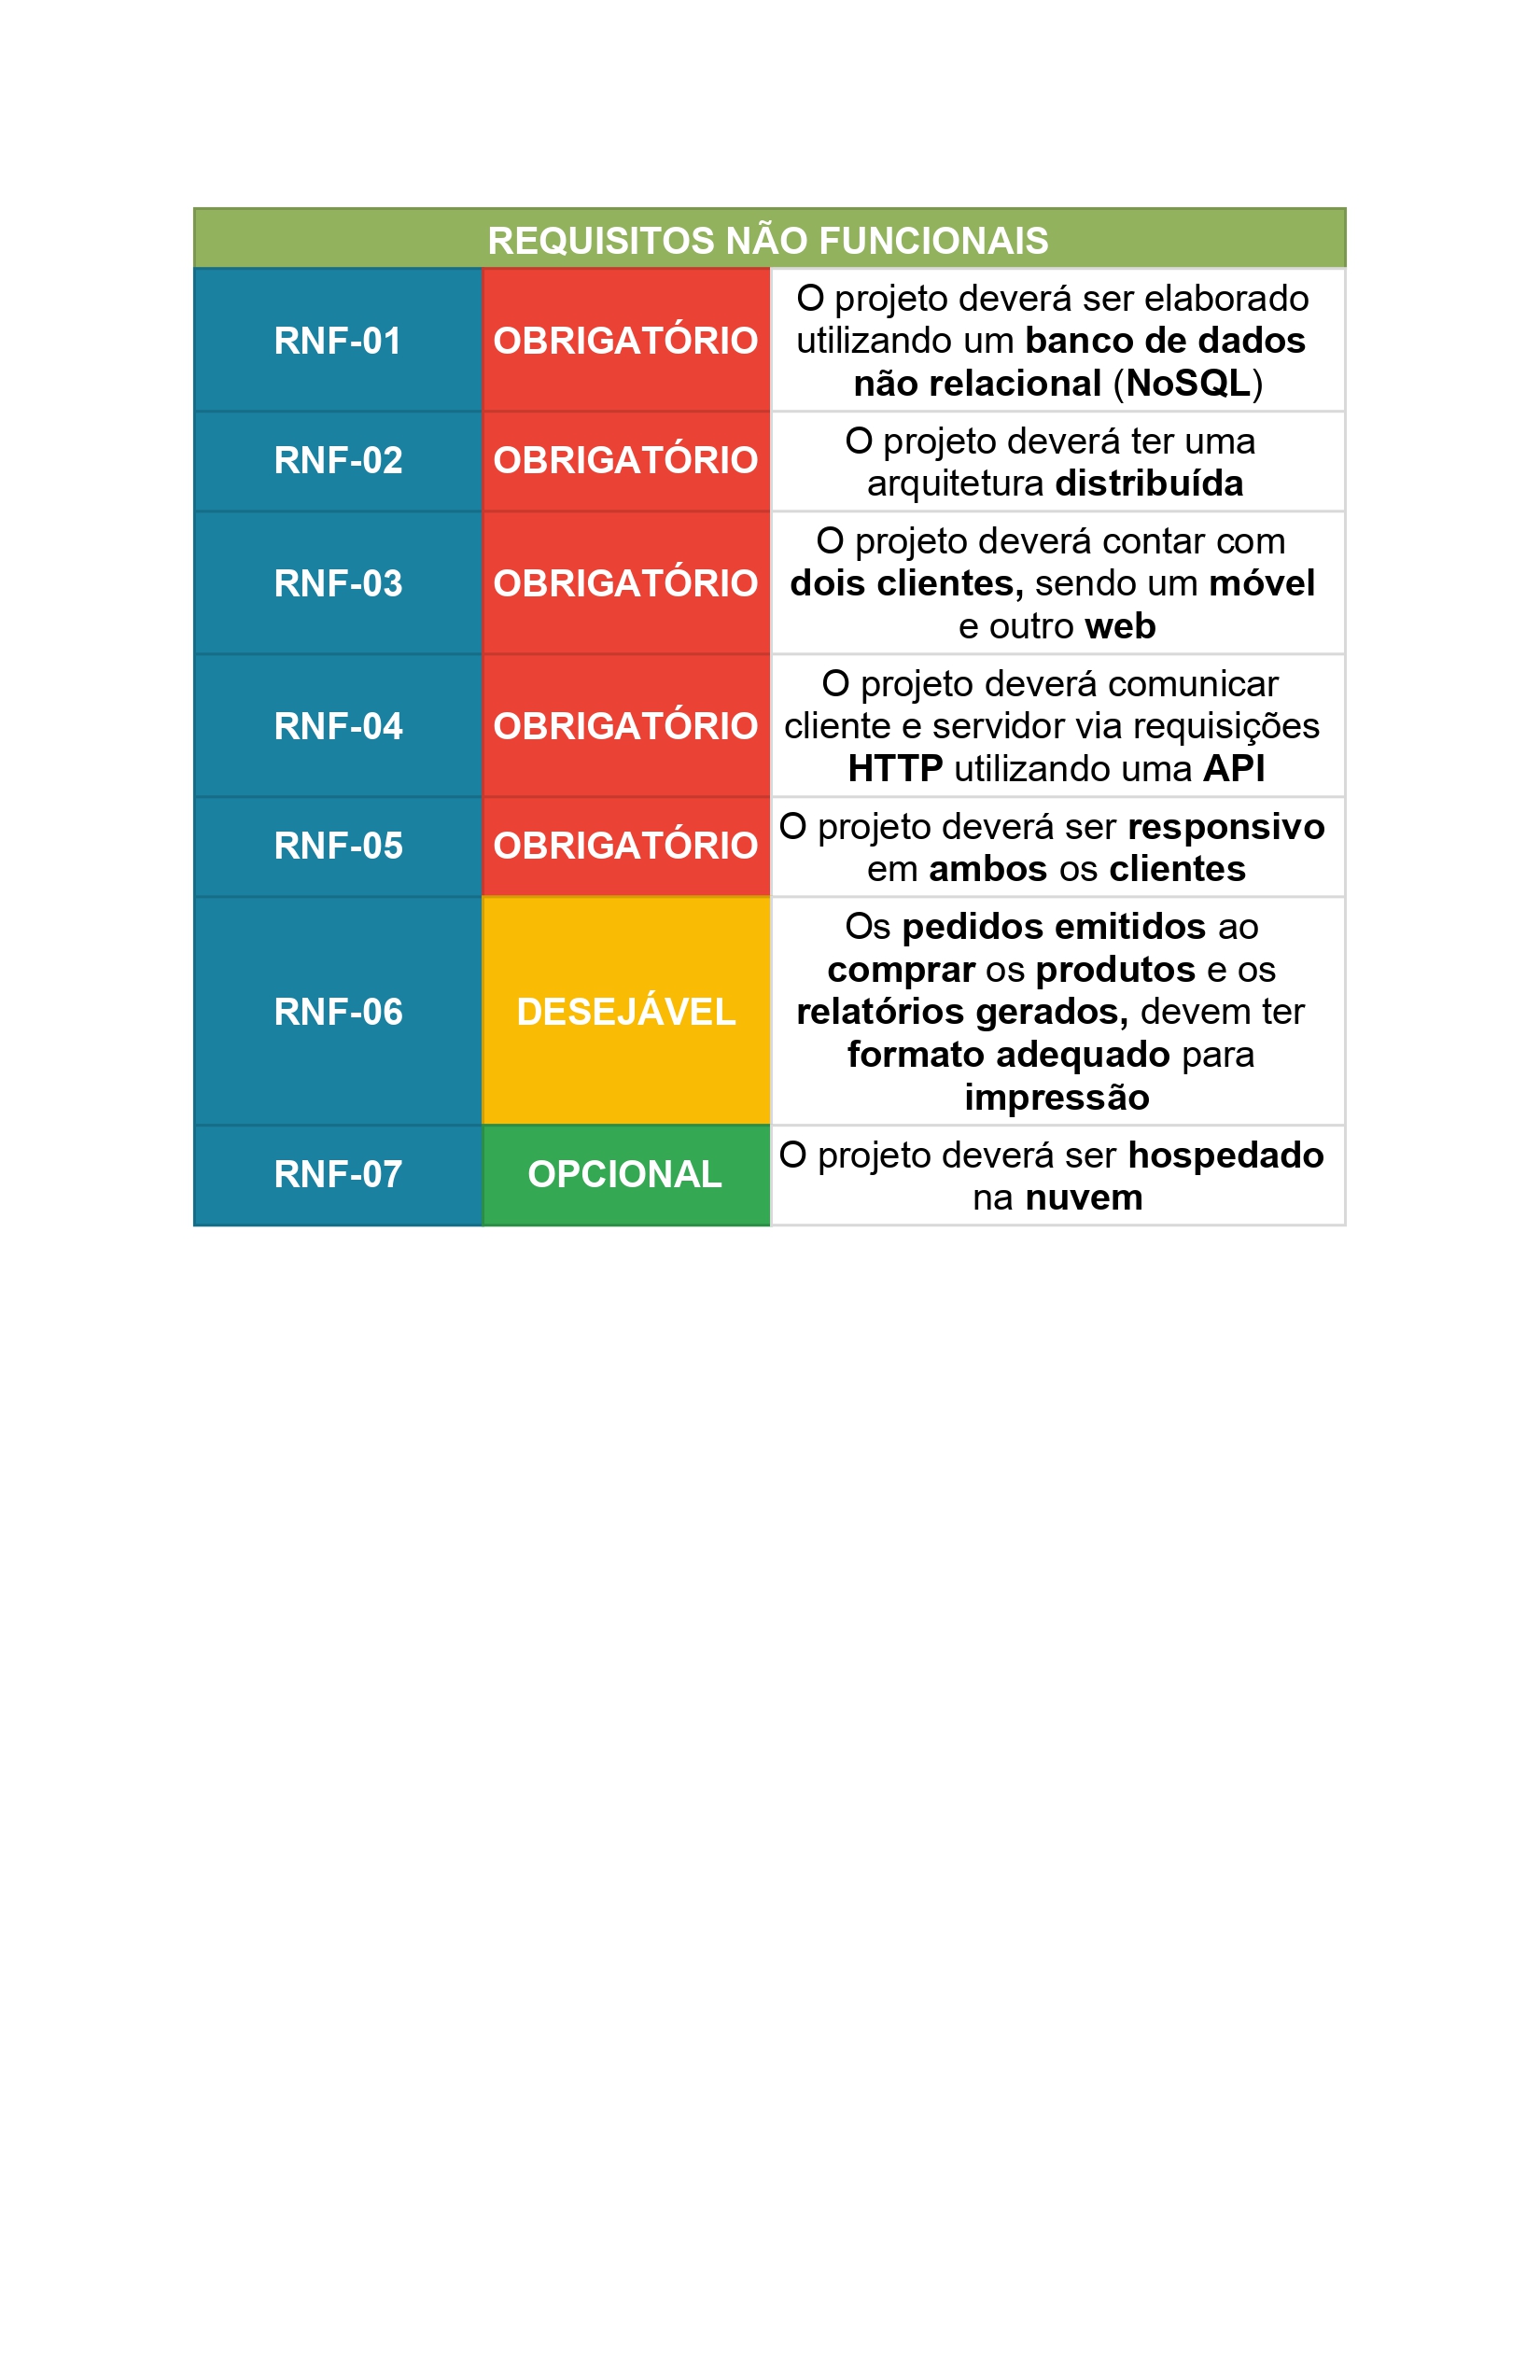 REQUISITOS NÃO FUNCIONAIS
RNF-01
OBRIGATÓRIO
O projeto deverá ser elaborado
utilizando um banco de dados
não relacional (NoSQL)
RNF-02
OBRIGATÓRIO
O projeto deverá ter uma
arquitetura distribuída
RNF-03
OBRIGATÓRIO
O projeto deverá contar com
dois clientes, sendo um móvel
e outro web
RNF-04
OBRIGATÓRIO
O projeto deverá comunicar
cliente e servidor via requisições
HTTP utilizando uma API
RNF-05
OBRIGATÓRIO
O projeto deverá ser responsivo
em ambos os clientes
RNF-06
DESEJÁVEL
Os pedidos emitidos ao
comprar os produtos e os
relatórios gerados, devem ter
formato adequado para
impressão
RNF-07
OPCIONAL
O projeto deverá ser hospedado
na nuvem